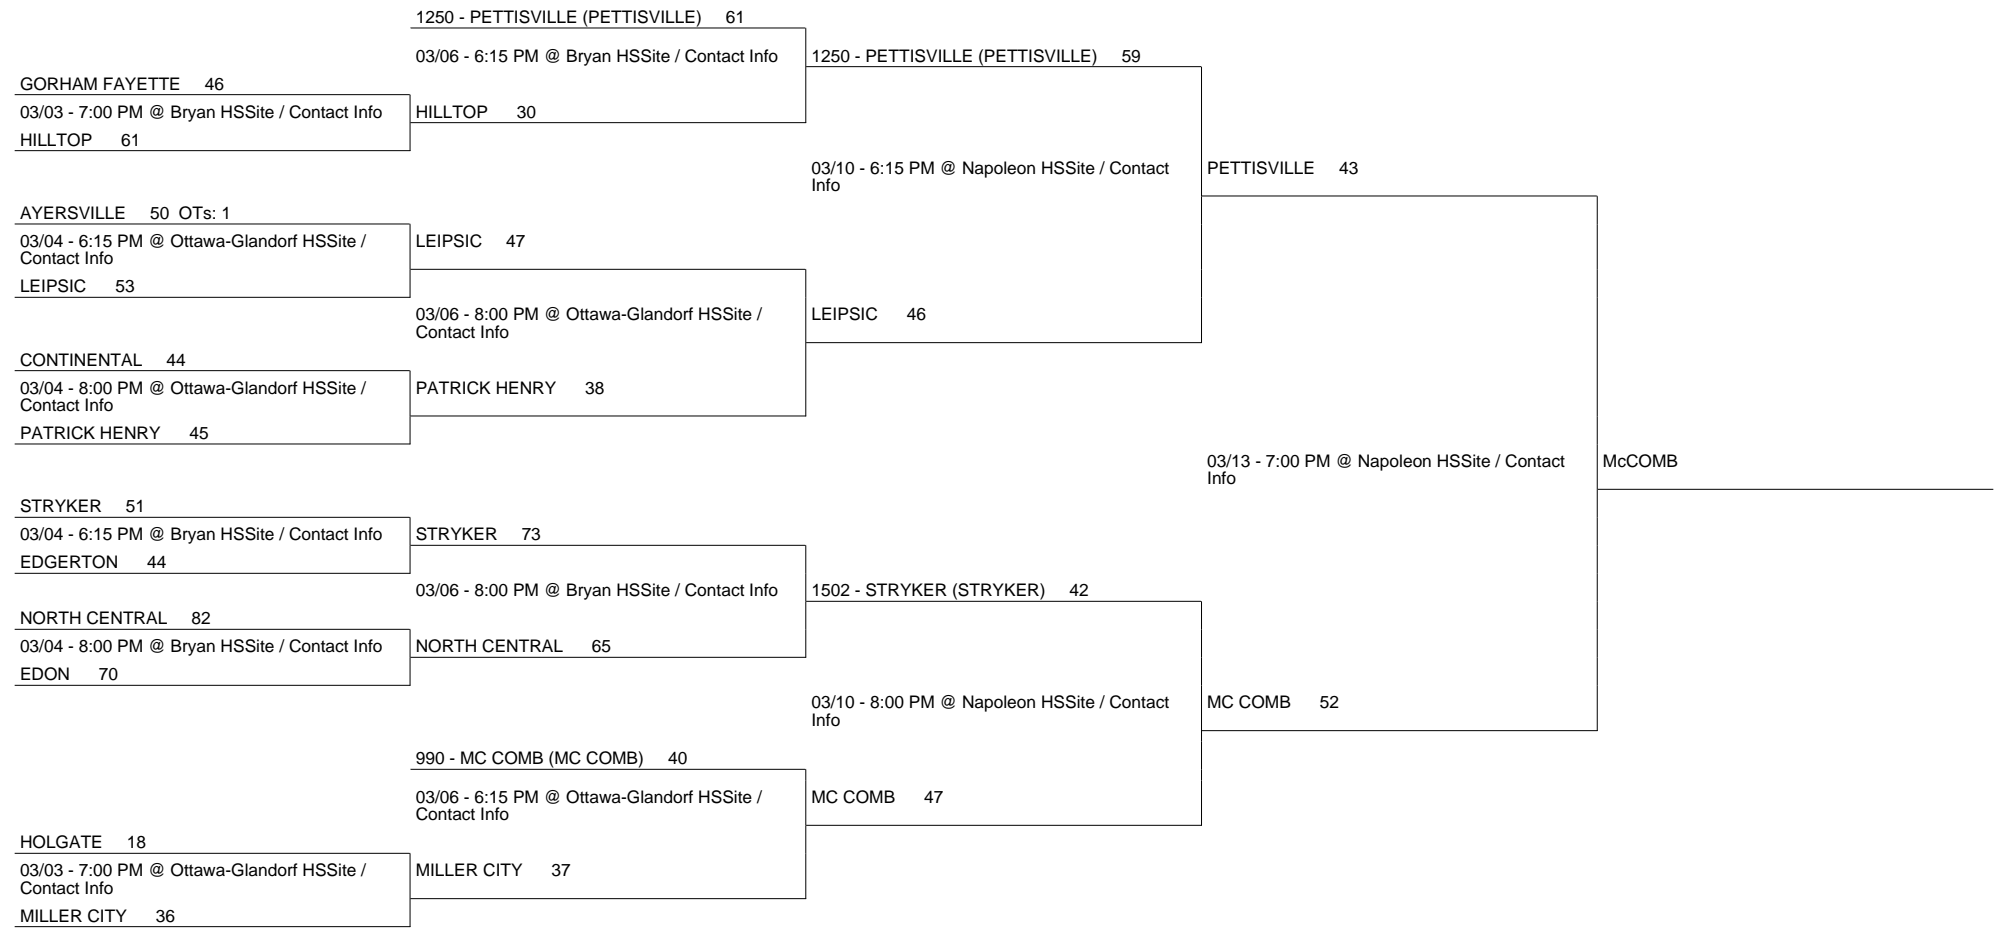 1250 - PETTISVILLE (PETTISVILLE) 61
03/06 - 6:15 PM @ Bryan HSSite / Contact Info
1250 - PETTISVILLE (PETTISVILLE) 59
GORHAM FAYETTE 46
03/03 - 7:00 PM @ Bryan HSSite / Contact Info
HILLTOP 30
HILLTOP 61
03/10 - 6:15 PM @ Napoleon HSSite / Contact
Info
PETTISVILLE 43
AYERSVILLE 50 OTs: 1
03/04 - 6:15 PM @ Ottawa-Glandorf HSSite /
Contact Info
LEIPSIC 47
LEIPSIC 53
03/06 - 8:00 PM @ Ottawa-Glandorf HSSite /
Contact Info
LEIPSIC 46
CONTINENTAL 44
03/04 - 8:00 PM @ Ottawa-Glandorf HSSite /
Contact Info
PATRICK HENRY 38
PATRICK HENRY 45
03/13 - 7:00 PM @ Napoleon HSSite / Contact
Info
McCOMB
STRYKER 51
03/04 - 6:15 PM @ Bryan HSSite / Contact Info
STRYKER 73
EDGERTON 44
03/06 - 8:00 PM @ Bryan HSSite / Contact Info
1502 - STRYKER (STRYKER) 42
NORTH CENTRAL 82
03/04 - 8:00 PM @ Bryan HSSite / Contact Info
NORTH CENTRAL 65
EDON 70
03/10 - 8:00 PM @ Napoleon HSSite / Contact
Info
MC COMB 52
990 - MC COMB (MC COMB) 40
03/06 - 6:15 PM @ Ottawa-Glandorf HSSite /
Contact Info
MC COMB 47
HOLGATE 18
03/03 - 7:00 PM @ Ottawa-Glandorf HSSite /
Contact Info
MILLER CITY 37
MILLER CITY 36